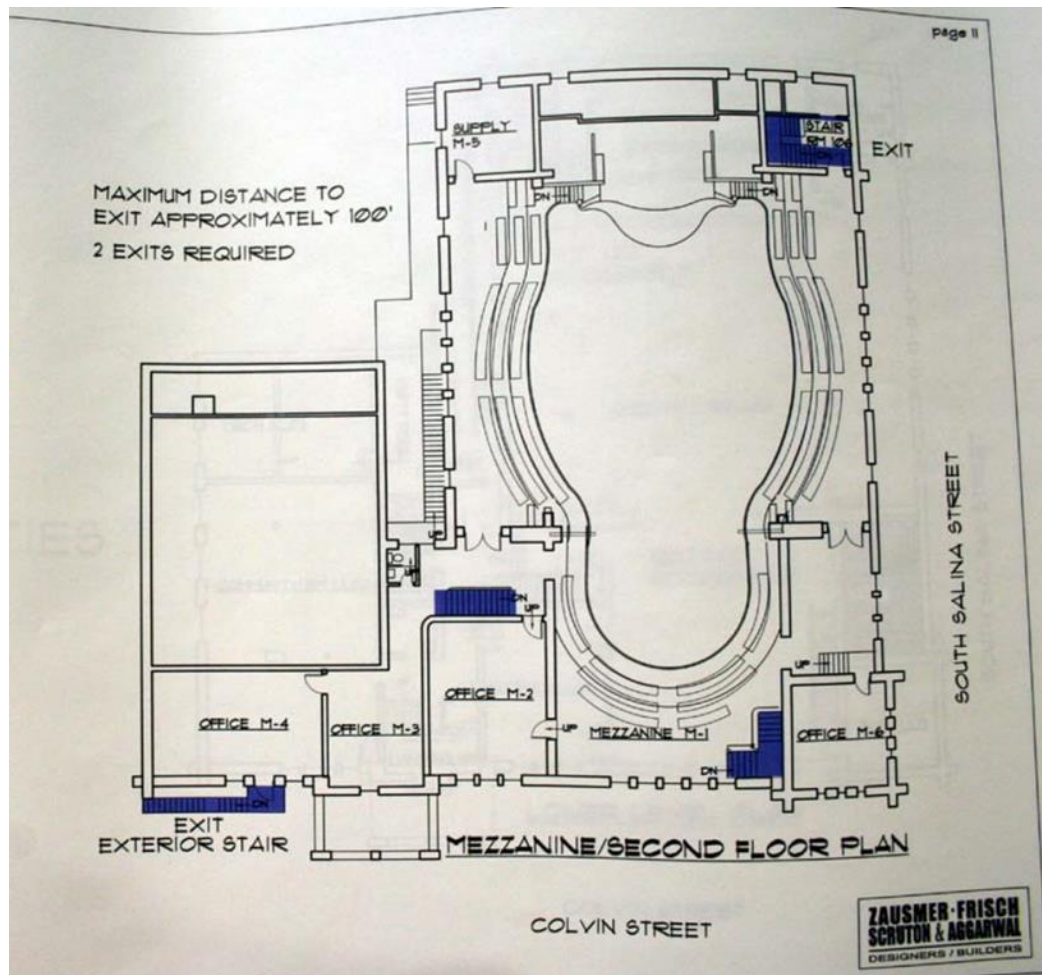 page 11
SUPPLY
M-5
STAIR
RM 106
DN
EXIT
MAXIMUM DISTANCE TO
EXIT APPROXIMATELY 100'
2 EXITS REQUIRED
DN
DN
UP
UP
DN
UP
SOUTH SALINA STREET
UP
OFFICE M-2
OFFICE M-4
OFFICE M-3
UP
MEZZANINE M-1
OFFICE M-6
DN
DN
EXIT
EXTERIOR STAIR
MEZZANINE/SECOND FLOOR PLAN
COLVIN STREET
ZAUSMER·FRISCH
SCRUTON & AGGARWAL
DESIGNERS / BUILDERS